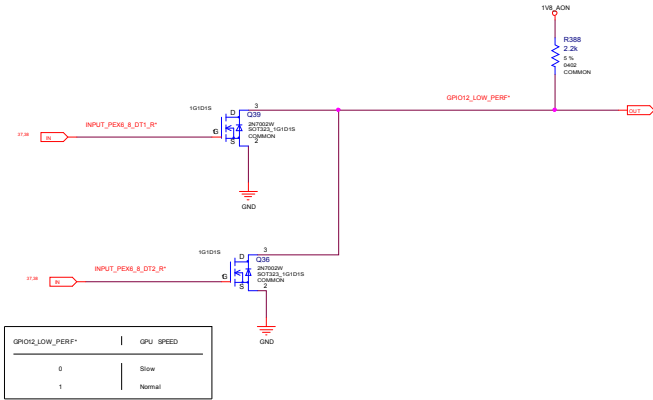 1V8_AON
R388
2.2k
5 %
0402
COMMON
GPIO12_LOW_PERF*
OUT
1G1D1S
D
3
Q39
2N7002W
SOT323_1G1D1S
COMMON
G
S
2
INPUT_PEX6_8_DT1_R*
37,38
IN
GND
1G1D1S
D
3
Q36
2N7002W
SOT323_1G1D1S
COMMON
G
S
2
INPUT_PEX6_8_DT2_R*
37,38
IN
GND
GPIO12_LOW_PERF* GPU SPEED
0 Slow
1 Normal